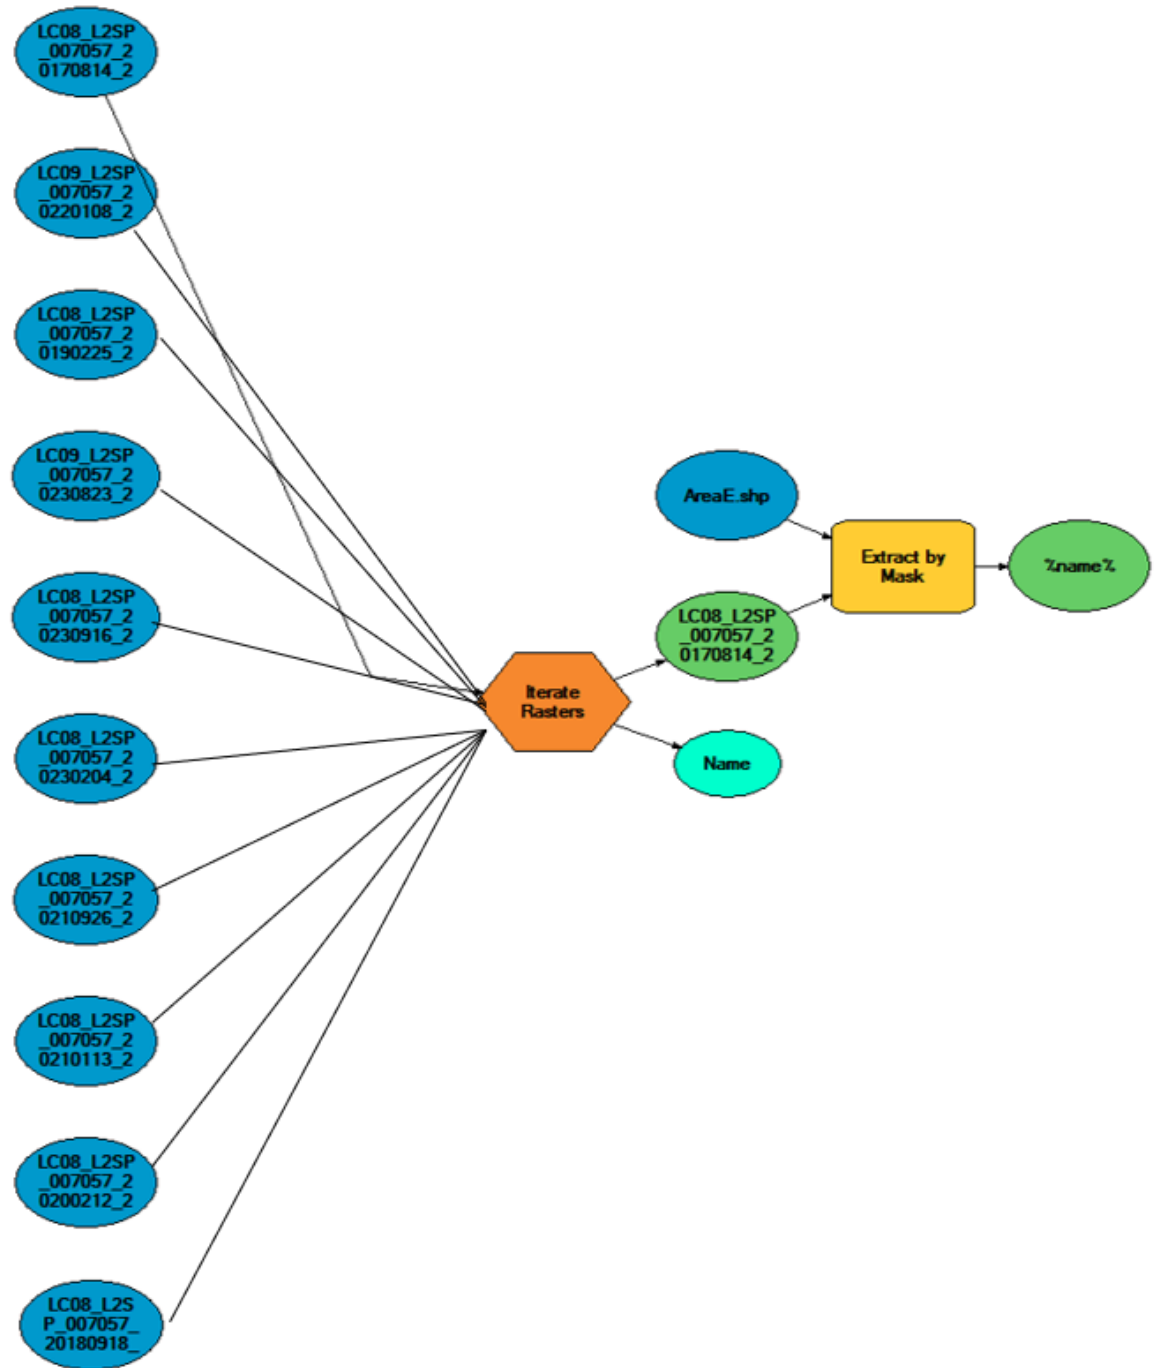 LC08_L2SP
_007057_2
0170814_2
LC09_L2SP
_007057_2
0220108_2
LC08_L2SP
_007057_2
0190225_2
LC09_L2SP
_007057_2
0230823_2
LC08_L2SP
_007057_2
0230916_2
LC08_L2SP
_007057_2
0230204_2
LC08_L2SP
_007057_2
0210926_2
LC08_L2SP
_007057_2
0210113_2
LC08_L2SP
_007057_2
0200212_2
LC08_L2S
P_007057_
20180918_
Iterate
Rasters
AreaE.shp
LC08_L2SP
_007057_2
0170814_2
Name
Extract by
Mask
%name%